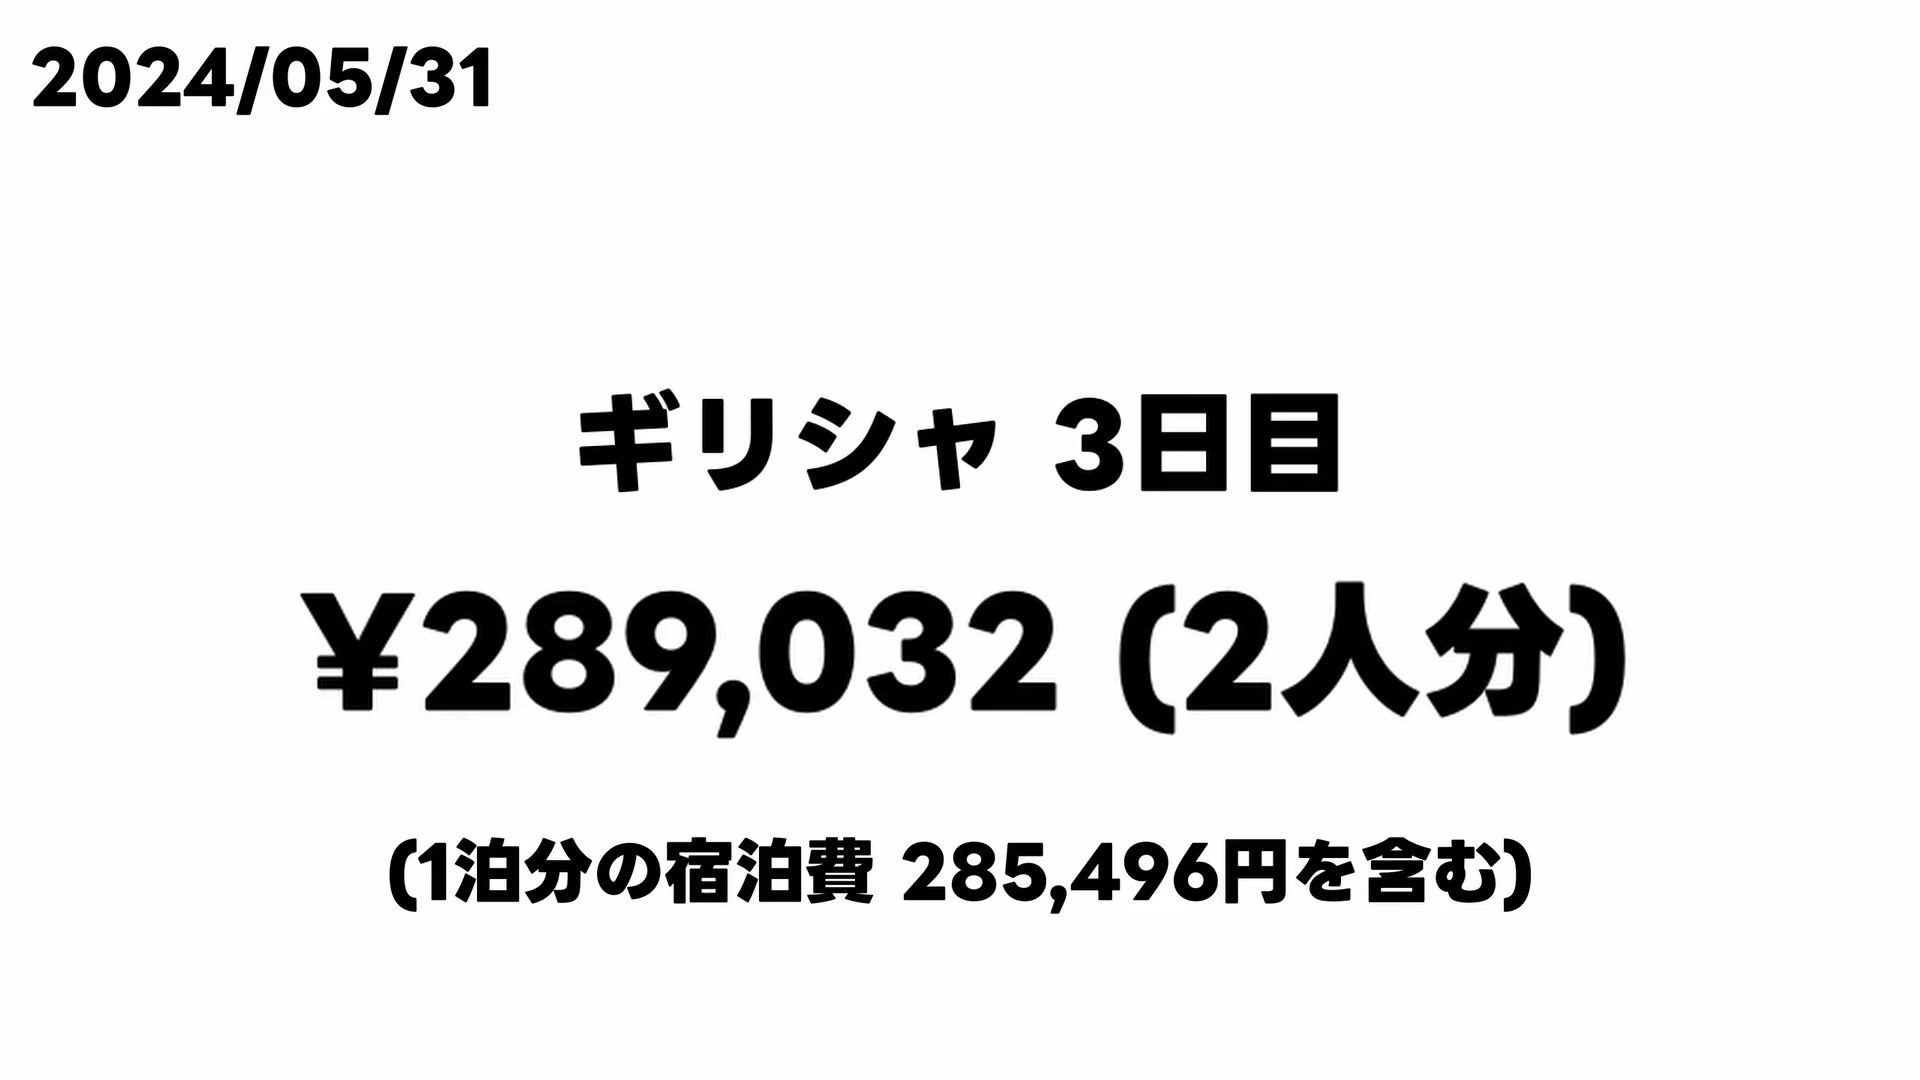 2024/05/31
ギリシャ 3日目
¥289,032 (2人分)
(1泊分の宿泊費 285,496円を含む)